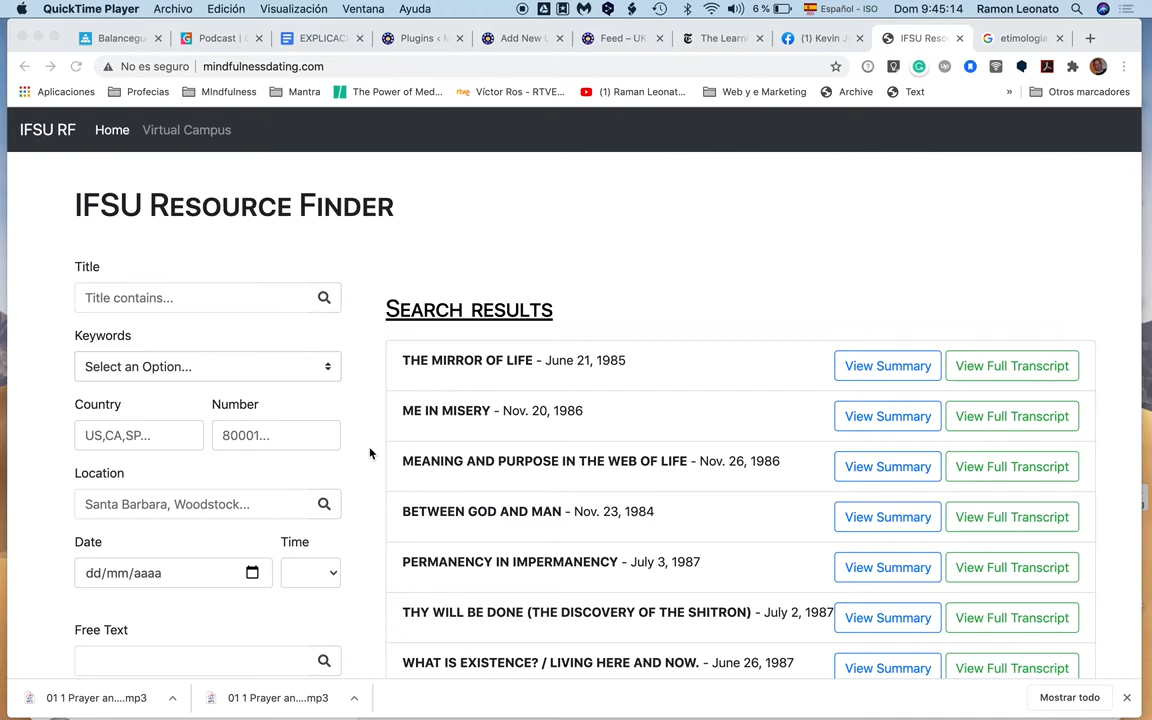 QuickTime Player Archivo Edición Visualización Ventana Ayuda 6 % Español - ISO Dom 9:45:14 Ramon Leonato
Balancegu Podcast | ( EXPLICACI Plugins ‹ M Add New U Feed – UK The Learni (1) Kevin J IFSU Reso etimologia
No es seguro mindfulnessdating.com
Aplicaciones Profecias MIndfulness Mantra The Power of Med... rtve Víctor Ros - RTVE... (1) Raman Leonat... Web y e Marketing Archive Text » Otros marcadores
IFSU RF Home Virtual Campus
IFSU Resource Finder
Title
Title contains...
Keywords
Select an Option...
Country Number
US,CA,SP... 80001...
Location
Santa Barbara, Woodstock...
Date Time
dd/mm/aaaa
Free Text
Search results
THE MIRROR OF LIFE - June 21, 1985 View Summary View Full Transcript
ME IN MISERY - Nov. 20, 1986 View Summary View Full Transcript
MEANING AND PURPOSE IN THE WEB OF LIFE - Nov. 26, 1986 View Summary View Full Transcript
BETWEEN GOD AND MAN - Nov. 23, 1984 View Summary View Full Transcript
PERMANENCY IN IMPERMANENCY - July 3, 1987 View Summary View Full Transcript
THY WILL BE DONE (THE DISCOVERY OF THE SHITRON) - July 2, 1987 View Summary View Full Transcript
WHAT IS EXISTENCE? / LIVING HERE AND NOW. - June 26, 1987 View Summary View Full Transcript
01 1 Prayer an....mp3 01 1 Prayer an....mp3 Mostrar todo